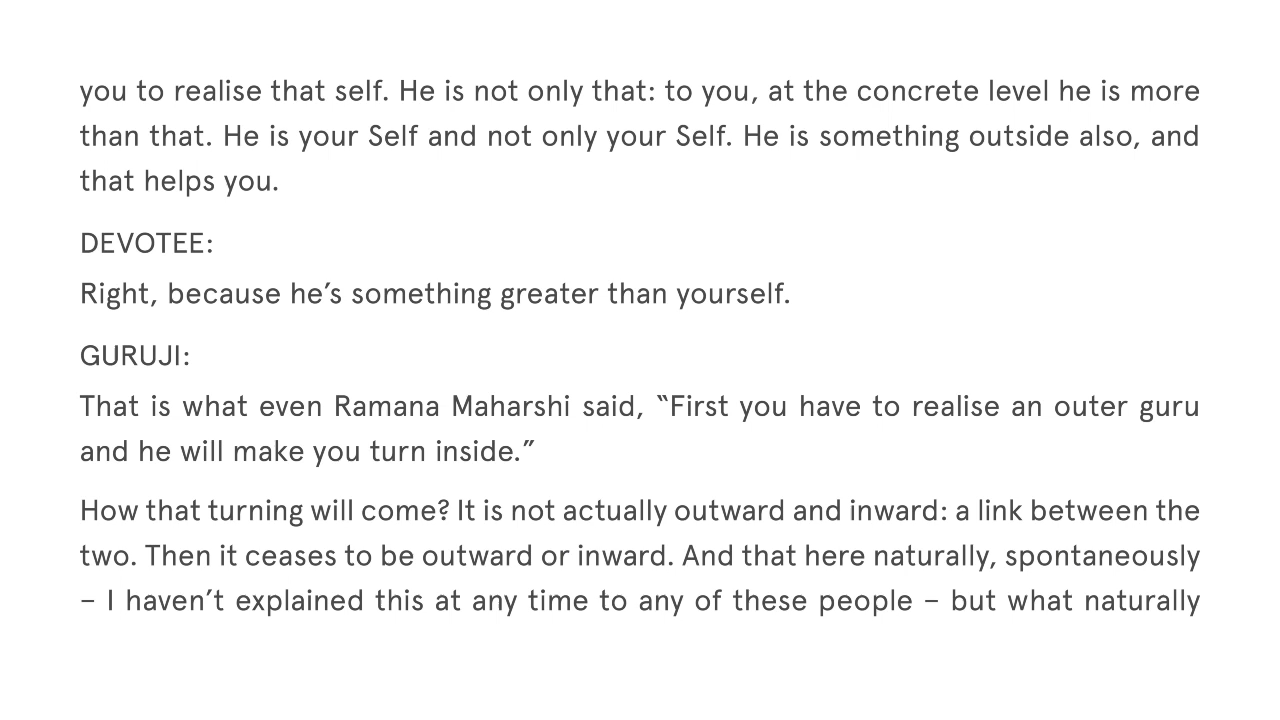 you to realise that self. He is not only that: to you, at the concrete level he is more
than that. He is your Self and not only your Self. He is something outside also, and
that helps you.
DEVOTEE:
Right, because he’s something greater than yourself.
GURUJI:
That is what even Ramana Maharshi said, “First you have to realise an outer guru
and he will make you turn inside.”
How that turning will come? It is not actually outward and inward: a link between the
two. Then it ceases to be outward or inward. And that here naturally, spontaneously
– I haven’t explained this at any time to any of these people – but what naturally